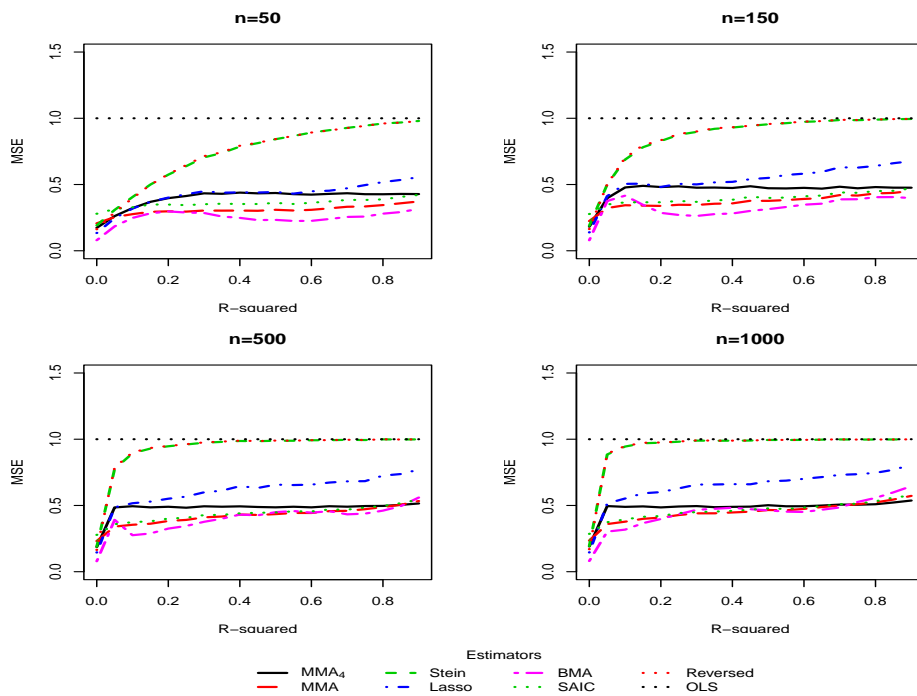 n=50
n=150
MSE
0.0 0.5 1.0 1.5
0.0 0.2 0.4 0.6 0.8
R−squared
MSE
0.0 0.5 1.0 1.5
0.0 0.2 0.4 0.6 0.8
R−squared
n=500
n=1000
MSE
0.0 0.5 1.0 1.5
0.0 0.2 0.4 0.6 0.8
R−squared
MSE
0.0 0.5 1.0 1.5
0.0 0.2 0.4 0.6 0.8
R−squared
Estimators
MMA₄ Stein BMA Reversed
MMA Lasso SAIC OLS